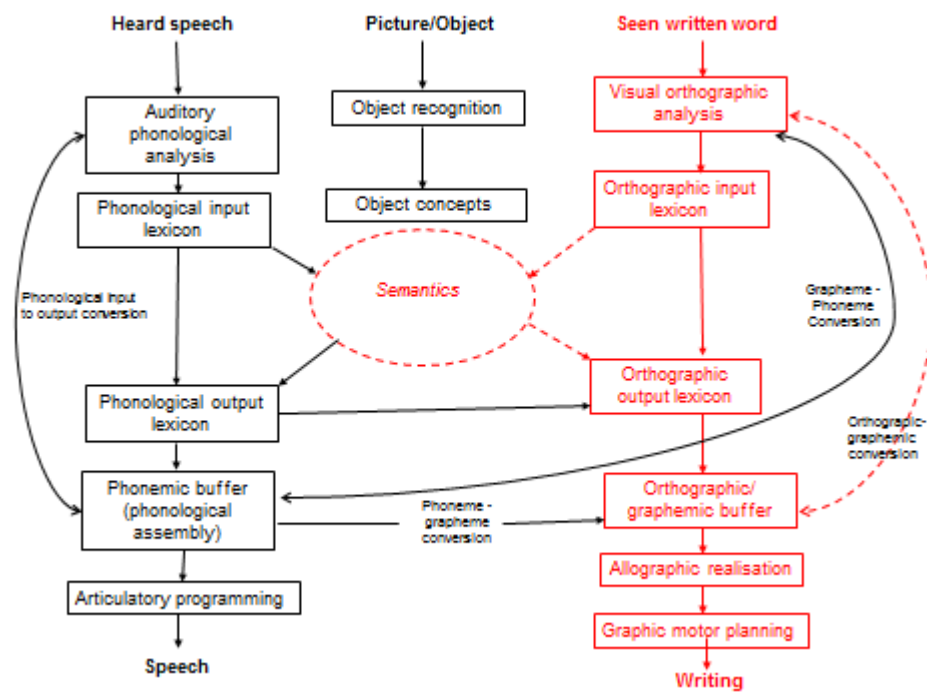 Heard speech
Picture/Object
Seen written word
Auditory
phonological
analysis
Object recognition
Visual orthographic
analysis
Phonological input
lexicon
Object concepts
Orthographic input
lexicon
Semantics
Phonological input
to output conversion
Grapheme -
Phoneme
Conversion
Phonological output
lexicon
Orthographic
output lexicon
Orthograpic-
graphemic
conversion
Phonemic buffer
(phonological
assembly)
Phoneme -
grapheme
conversion
Orthographic/
graphemic buffer
Articulatory programming
Allographic realisation
Graphic motor planning
Speech
Writing